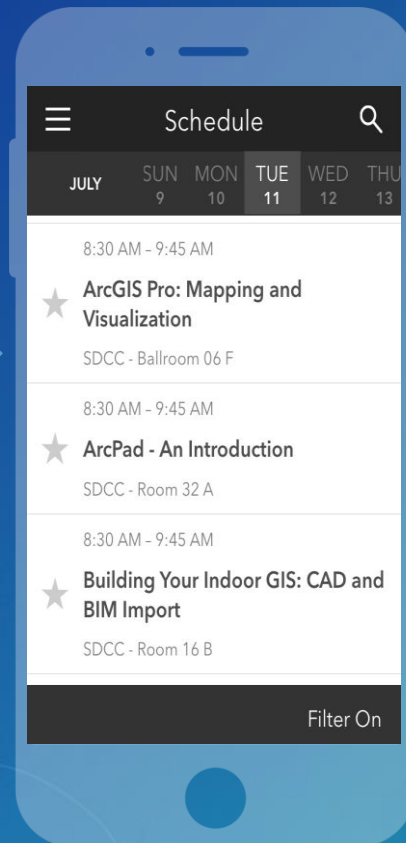 Schedule
JULY SUN MON TUE WED THU
9 10 11 12 13
8:30 AM – 9:45 AM
ArcGIS Pro: Mapping and
Visualization
SDCC - Ballroom 06 F
8:30 AM – 9:45 AM
ArcPad - An Introduction
SDCC - Room 32 A
8:30 AM – 9:45 AM
Building Your Indoor GIS: CAD and
BIM Import
SDCC - Room 16 B
Filter On